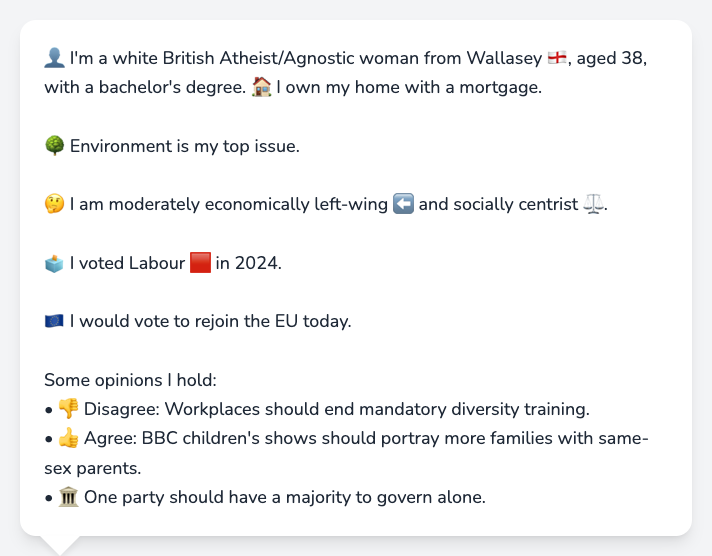 👤 I'm a white British Atheist/Agnostic woman from Wallasey 🏴󠁧󠁢󠁥󠁮󠁧󠁿, aged 38,
with a bachelor's degree. 🏠 I own my home with a mortgage.
🌳 Environment is my top issue.
🤔 I am moderately economically left-wing ⬅️ and socially centrist ⚖️.
🗳️ I voted Labour 🟥 in 2024.
🇪🇺 I would vote to rejoin the EU today.
Some opinions I hold:
• 👎 Disagree: Workplaces should end mandatory diversity training.
• 👍 Agree: BBC children's shows should portray more families with same-
sex parents.
• 🏛️ One party should have a majority to govern alone.